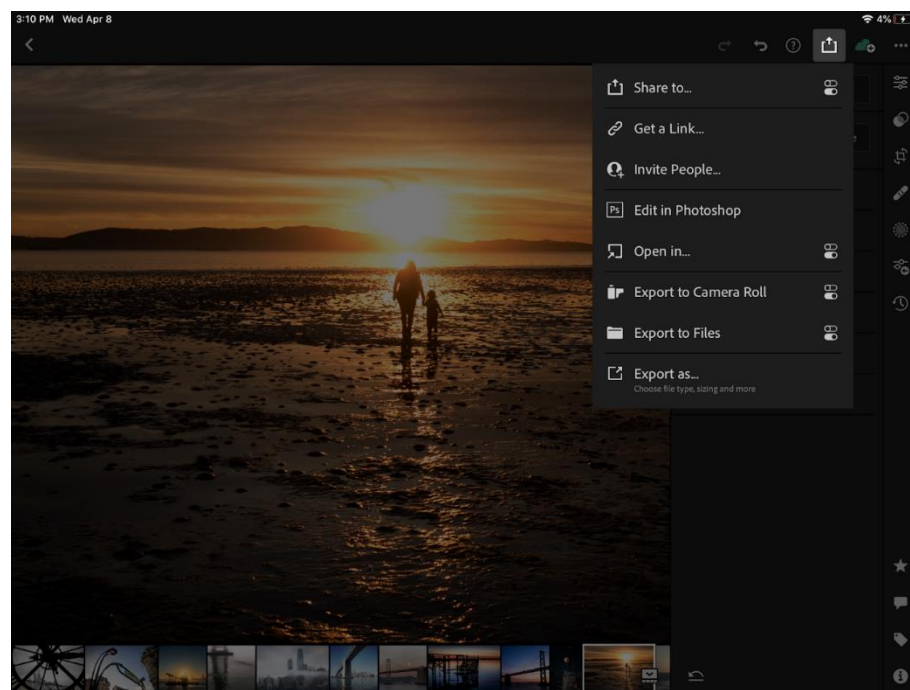 3:10 PM Wed Apr 8
4%
Share to...
Get a Link...
Invite People...
Ps Edit in Photoshop
Open in...
Export to Camera Roll
Export to Files
Export as...
Choose file type, sizing and more